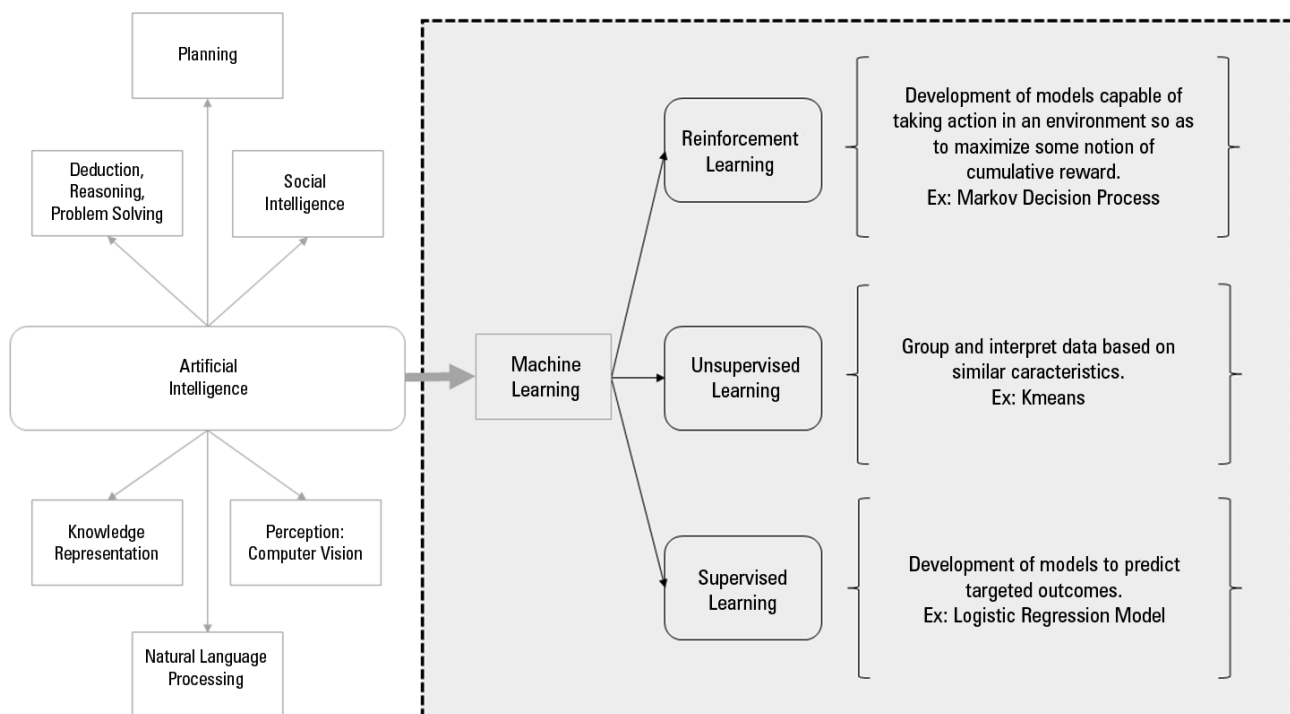 Planning
Deduction,
Reasoning,
Problem Solving
Social
Intelligence
Artificial
Intelligence
Knowledge
Representation
Perception:
Computer Vision
Natural Language
Processing
Machine
Learning
Reinforcement
Learning
Development of models capable of
taking action in an environment so as
to maximize some notion of
cumulative reward.
Ex: Markov Decision Process
Unsupervised
Learning
Group and interpret data based on
similar caracteristics.
Ex: Kmeans
Supervised
Learning
Development of models to predict
targeted outcomes.
Ex: Logistic Regression Model